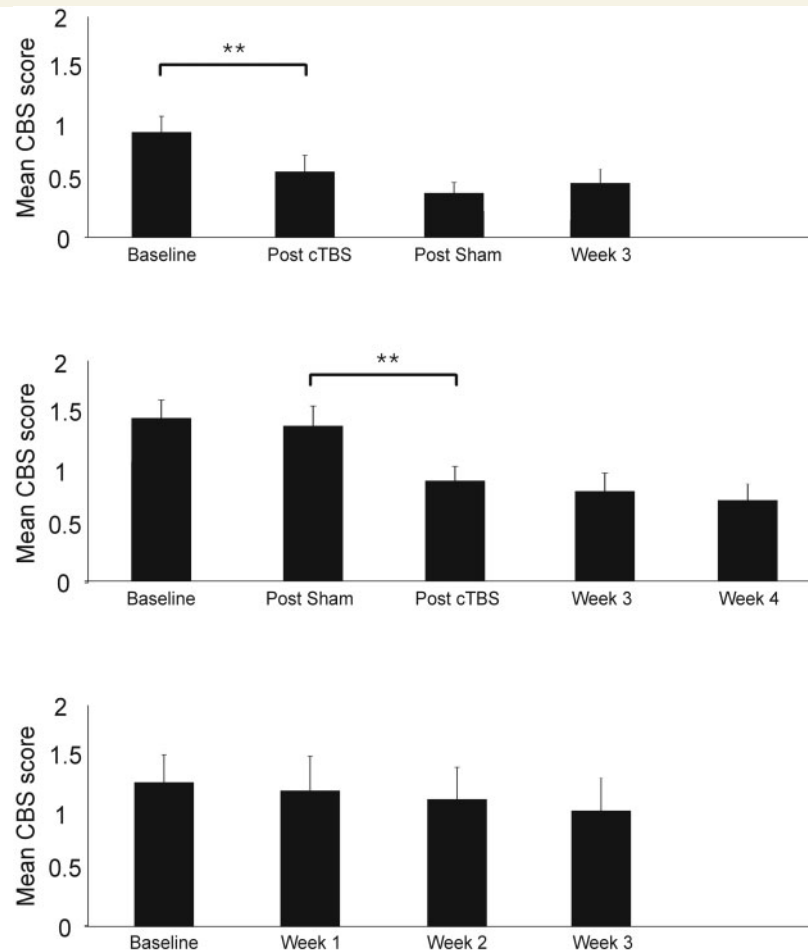 Mean CBS score
2
1.5
1
0.5
0
**
Baseline Post cTBS Post Sham Week 3
Mean CBS score
2
1.5
1
0.5
0
**
Baseline Post Sham Post cTBS Week 3 Week 4
Mean CBS score
2
1.5
1
0.5
0
Baseline Week 1 Week 2 Week 3